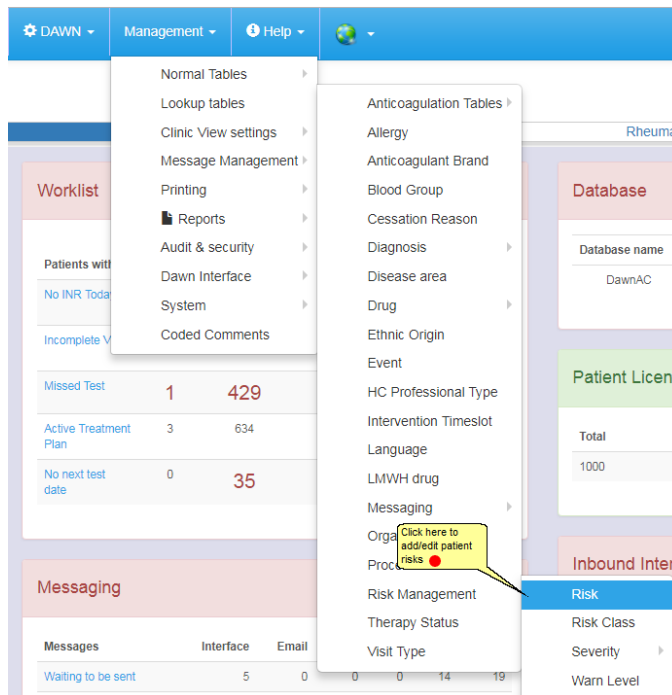 DAWN
Management
Help
Normal Tables
Lookup tables
Clinic View settings
Message Management
Printing
Reports
Audit & security
Dawn Interface
System
Coded Comments
Anticoagulation Tables
Allergy
Anticoagulant Brand
Blood Group
Cessation Reason
Diagnosis
Disease area
Drug
Ethnic Origin
Event
HC Professional Type
Intervention Timeslot
Language
LMWH drug
Messaging
Orga
Proc
Risk Management
Therapy Status
Visit Type
Click here to
add/edit patient
risks
Risk
Risk Class
Severity
Warn Level
Rheuma
Worklist
Patients with
No INR Toda
Incomplete V
Missed Test 1 429
Active Treatment
Plan 3 634
No next test
date 0 35
Database
Database name
DawnAC
Patient Licen
Total
1000
Inbound Inter
Messaging
Messages Interface Email
Waiting to be sent 5 0 0 0 14 19